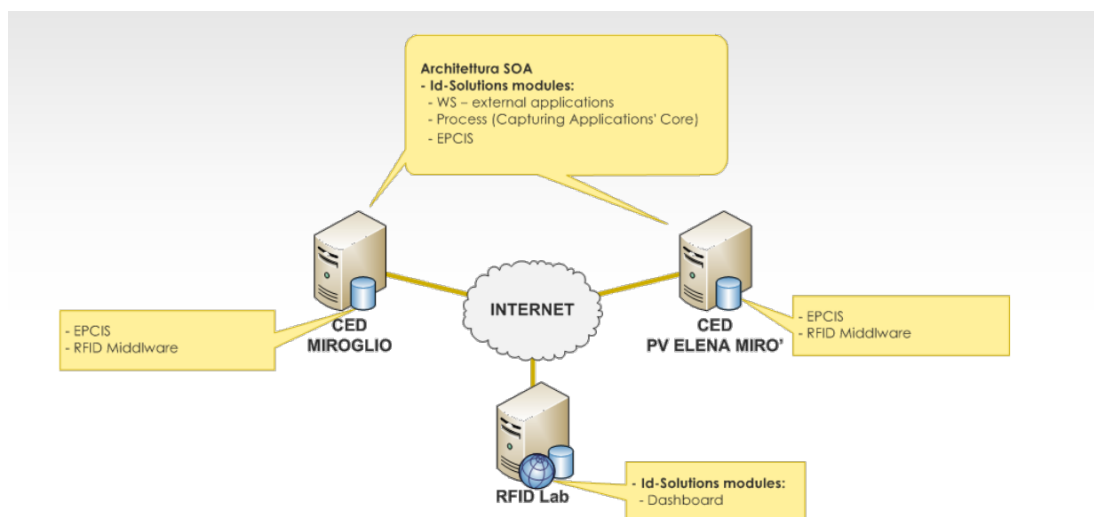 Architettura SOA
- Id-Solutions modules:
- WS – external applications
- Process (Capturing Applications' Core)
- EPCIS
INTERNET
CED
MIROGLIO
CED
PV ELENA MIRO'
- EPCIS
- RFID Middlware
- EPCIS
- RFID Middlware
RFID Lab
- Id-Solutions modules:
- Dashboard